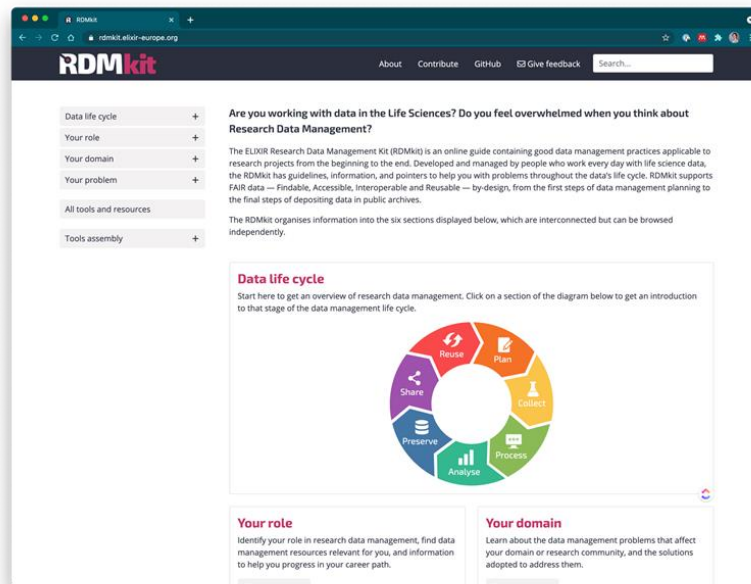 RDMkit
rdmkit.elixir-europe.org
RDMkit
About Contribute GitHub Give feedback Search...
Data life cycle +
Your role +
Your domain +
Your problem +
All tools and resources
Tools assembly +
Are you working with data in the Life Sciences? Do you feel overwhelmed when you think about
Research Data Management?
The ELIXIR Research Data Management Kit (RDMkit) is an online guide containing good data management practices applicable to
research projects from the beginning to the end. Developed and managed by people who work every day with life science data,
the RDMkit has guidelines, information, and pointers to help you with problems throughout the data's life cycle. RDMkit supports
FAIR data — Findable, Accessible, Interoperable and Reusable — by-design, from the first steps of data management planning to
the final steps of depositing data in public archives.
The RDMkit organises information into the six sections displayed below, which are interconnected but can be browsed
independently.
Data life cycle
Start here to get an overview of research data management. Click on a section of the diagram below to get an introduction
to that stage of the data management life cycle.
Reuse
Plan
Share
Collect
Preserve
Process
Analyse
Your role
Identify your role in research data management, find data
management resources relevant for you, and information
to help you progress in your career path.
Your domain
Learn about the data management problems that affect
your domain or research community, and the solutions
adopted to address them.